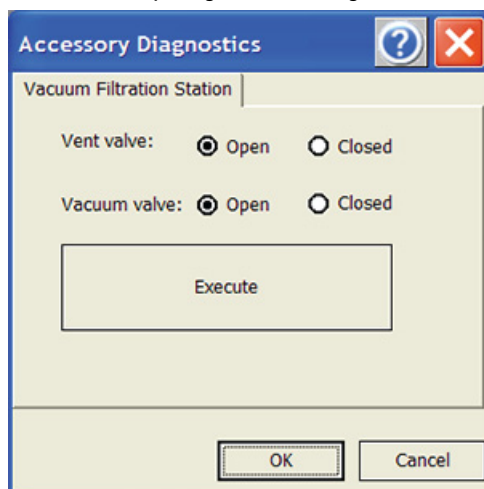 Accessory Diagnostics
Vacuum Filtration Station
Vent valve: Open Closed
Vacuum valve: Open Closed
Execute
OK Cancel